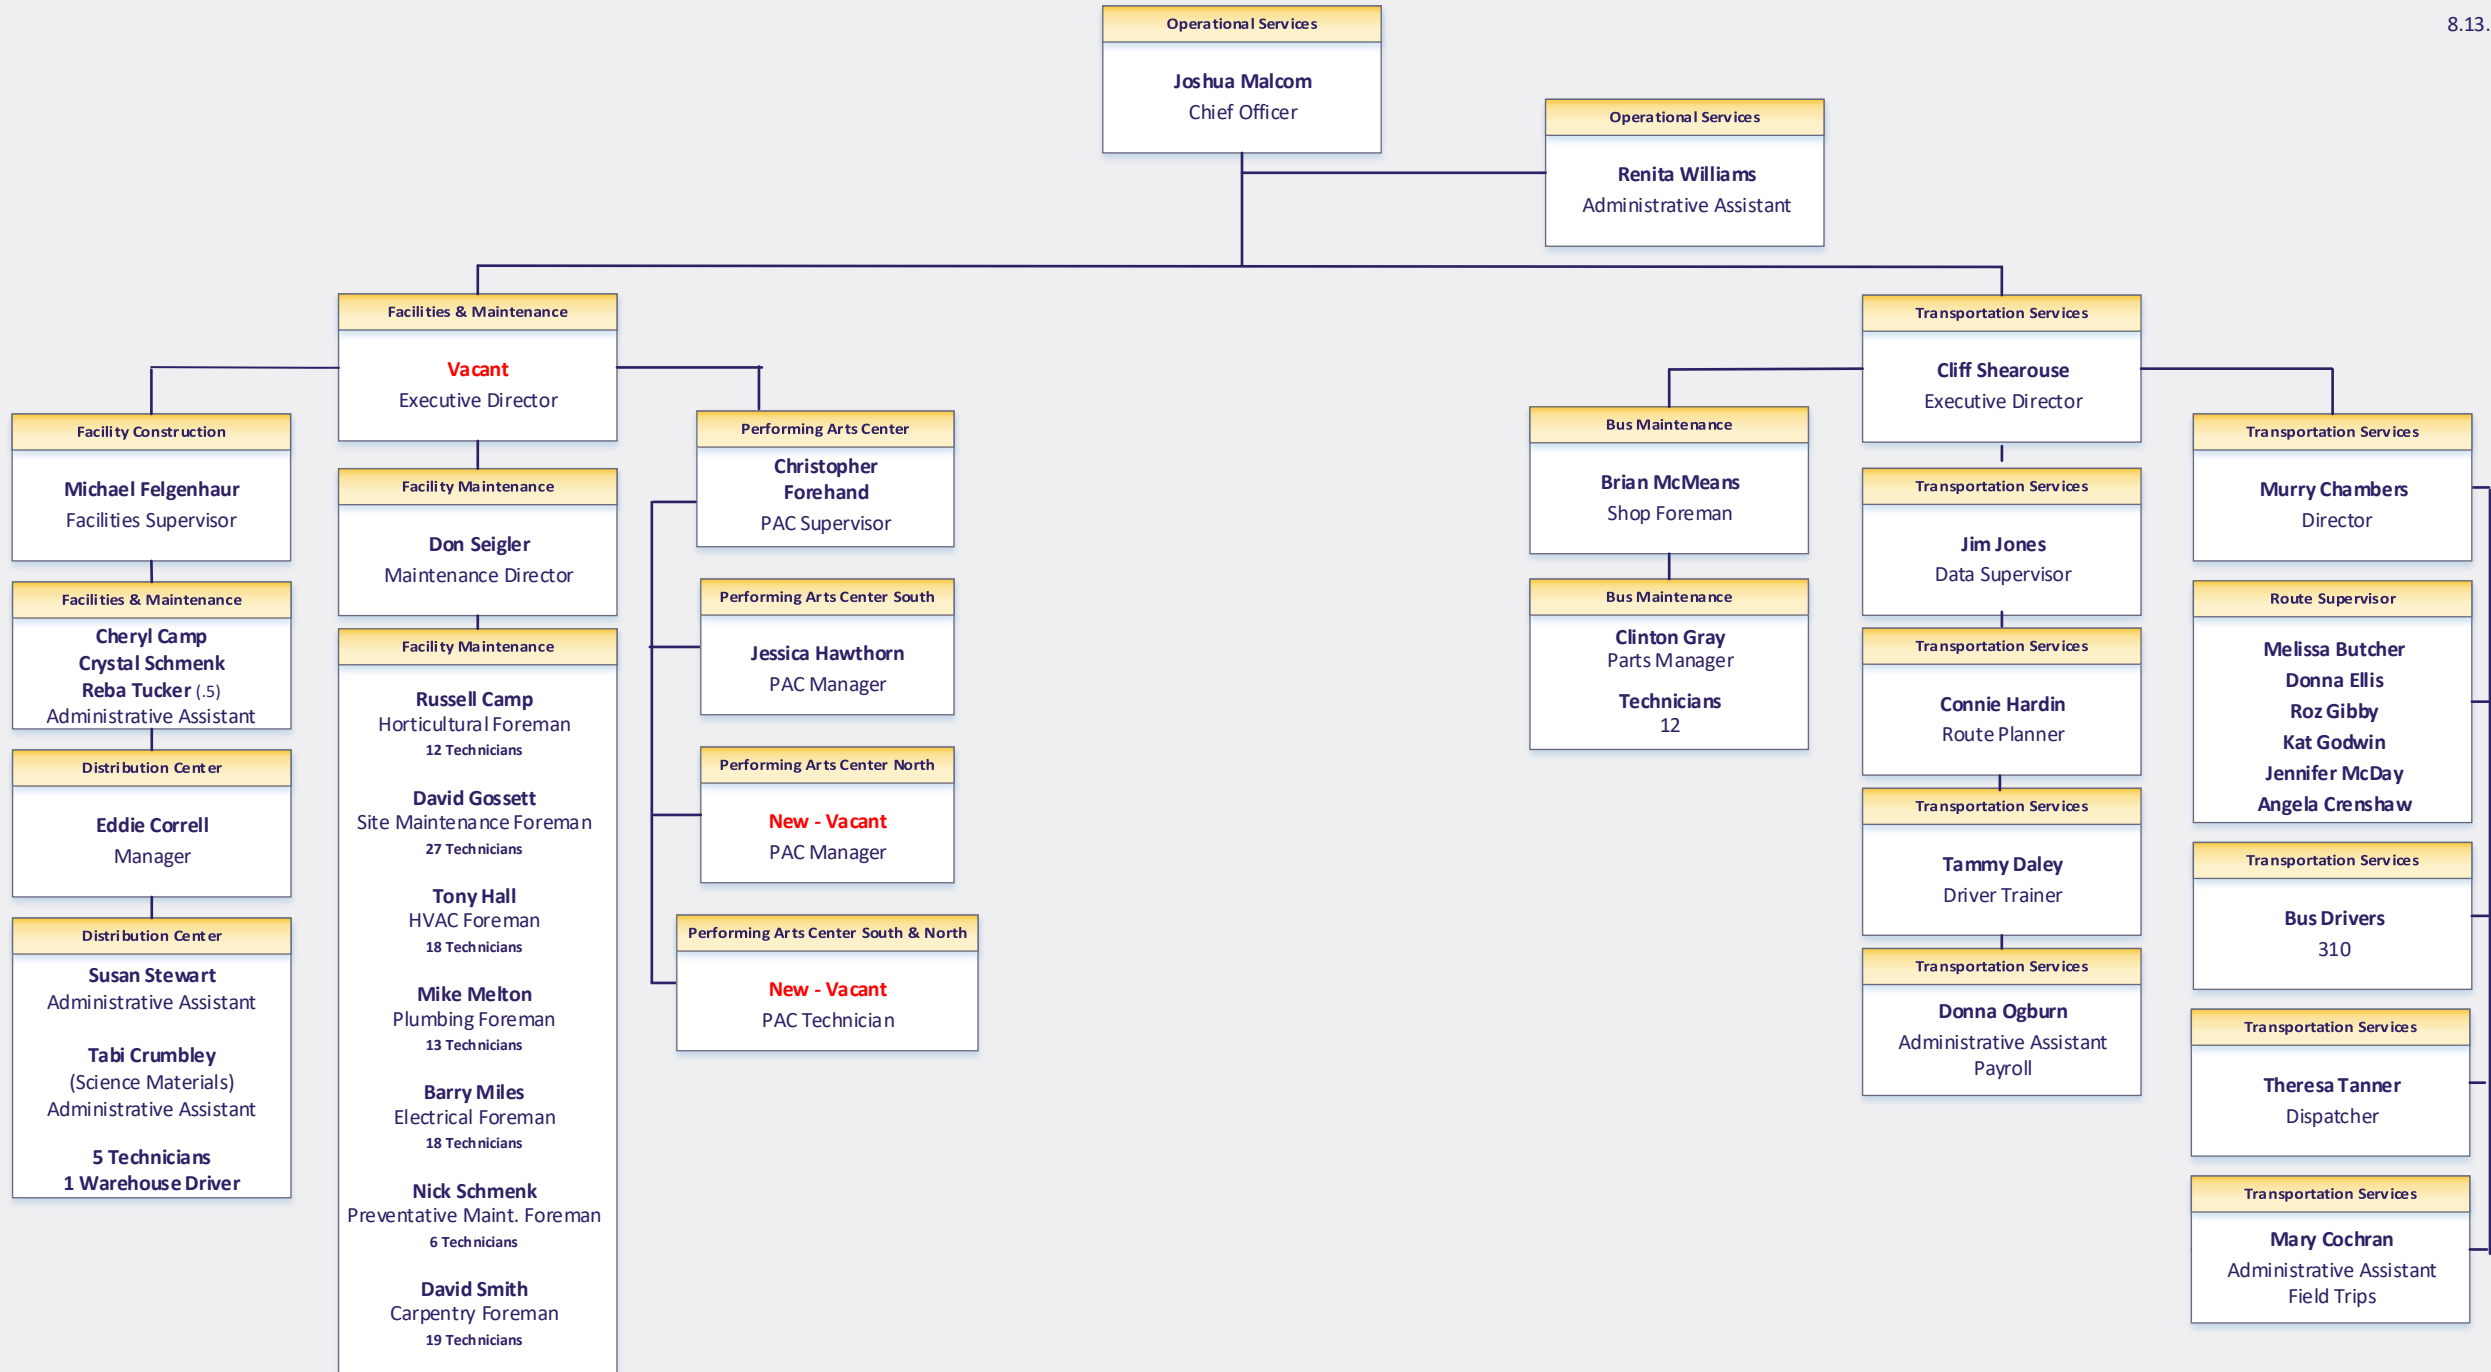 8.13.
Operational Services
Joshua Malcom
Chief Officer
Operational Services
Renita Williams
Administrative Assistant
Facilities & Maintenance
Vacant
Executive Director
Facility Construction
Michael Felgenhaur
Facilities Supervisor
Facilities & Maintenance
Cheryl Camp
Crystal Schmenk
Reba Tucker (.5)
Administrative Assistant
Distribution Center
Eddie Correll
Manager
Distribution Center
Susan Stewart
Administrative Assistant
Tabi Crumbley
(Science Materials)
Administrative Assistant
5 Technicians
1 Warehouse Driver
Facility Maintenance
Don Seigler
Maintenance Director
Facility Maintenance
Russell Camp
Horticultural Foreman
12 Technicians
David Gossett
Site Maintenance Foreman
27 Technicians
Tony Hall
HVAC Foreman
18 Technicians
Mike Melton
Plumbing Foreman
13 Technicians
Barry Miles
Electrical Foreman
18 Technicians
Nick Schmenk
Preventative Maint. Foreman
6 Technicians
David Smith
Carpentry Foreman
19 Technicians
Performing Arts Center
Christopher
Forehand
PAC Supervisor
Performing Arts Center South
Jessica Hawthorn
PAC Manager
Performing Arts Center North
New - Vacant
PAC Manager
Performing Arts Center South & North
New - Vacant
PAC Technician
Transportation Services
Cliff Shearouse
Executive Director
Bus Maintenance
Brian McMeans
Shop Foreman
Bus Maintenance
Clinton Gray
Parts Manager
Technicians
12
Transportation Services
Jim Jones
Data Supervisor
Transportation Services
Connie Hardin
Route Planner
Transportation Services
Tammy Daley
Driver Trainer
Transportation Services
Donna Ogburn
Administrative Assistant
Payroll
Transportation Services
Murry Chambers
Director
Route Supervisor
Melissa Butcher
Donna Ellis
Roz Gibby
Kat Godwin
Jennifer McDay
Angela Crenshaw
Transportation Services
Bus Drivers
310
Transportation Services
Theresa Tanner
Dispatcher
Transportation Services
Mary Cochran
Administrative Assistant
Field Trips